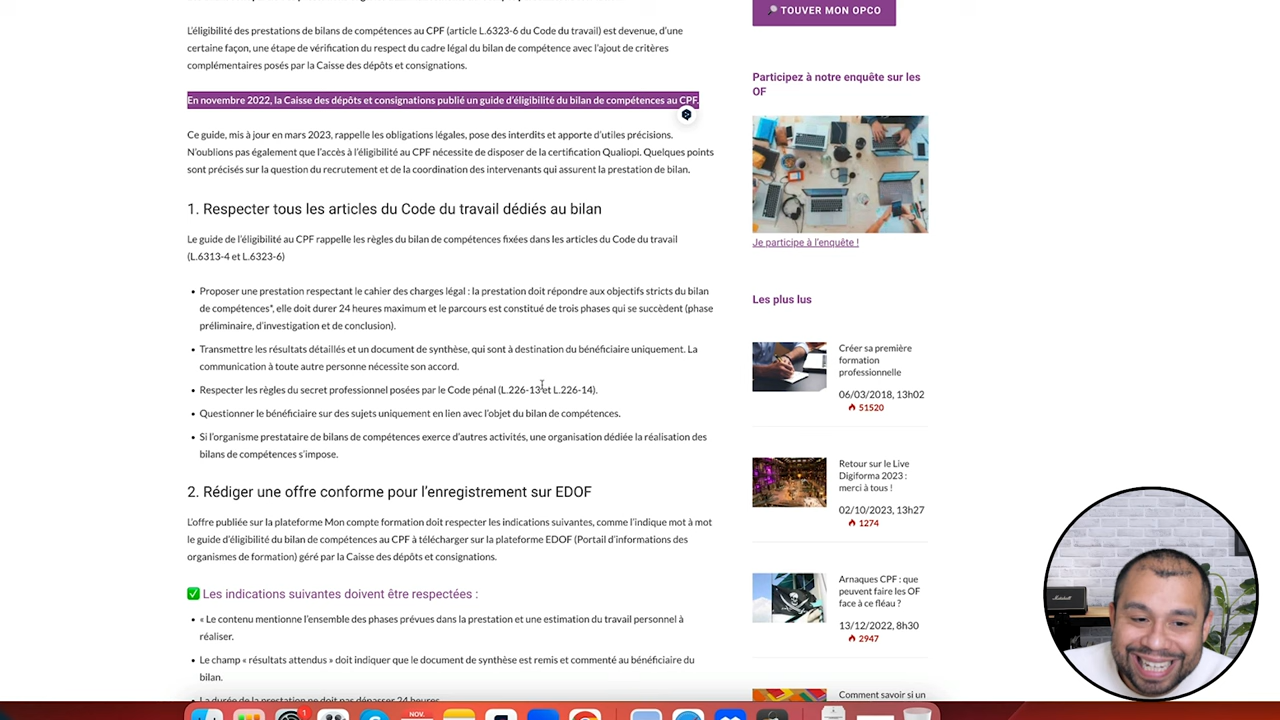 L'éligibilité des prestations de bilans de compétences au CPF (article L.6323-6 du Code du travail) est devenue, d'une
certaine façon, une étape de vérification du respect du cadre légal du bilan de compétence avec l'ajout de critères
complémentaires posés par la Caisse des dépôts et consignations.
En novembre 2022, la Caisse des dépôts et consignations publié un guide d'éligibilité du bilan de compétences au CPF.
Ce guide, mis à jour en mars 2023, rappelle les obligations légales, pose des interdits et apporte d'utiles précisions.
N'oublions pas également que l'accès à l'éligibilité au CPF nécessite de disposer de la certification Qualiopi. Quelques points
sont précisés sur la question du recrutement et de la coordination des intervenants qui assurent la prestation de bilan.
1. Respecter tous les articles du Code du travail dédiés au bilan
Le guide de l'éligibilité au CPF rappelle les règles du bilan de compétences fixées dans les articles du Code du travail
(L.6313-4 et L.6323-6)
• Proposer une prestation respectant le cahier des charges légal : la prestation doit répondre aux objectifs stricts du bilan
de compétences*, elle doit durer 24 heures maximum et le parcours est constitué de trois phases qui se succèdent (phase
préliminaire, d'investigation et de conclusion).
• Transmettre les résultats détaillés et un document de synthèse, qui sont à destination du bénéficiaire uniquement. La
communication à toute autre personne nécessite son accord.
• Respecter les règles du secret professionnel posées par le Code pénal (L.226-13 et L.226-14).
• Questionner le bénéficiaire sur des sujets uniquement en lien avec l'objet du bilan de compétences.
• Si l'organisme prestataire de bilans de compétences exerce d'autres activités, une organisation dédiée la réalisation des
bilans de compétences s'impose.
2. Rédiger une offre conforme pour l'enregistrement sur EDOF
L'offre publiée sur la plateforme Mon compte formation doit respecter les indications suivantes, comme l'indique mot à mot
le guide d'éligibilité du bilan de compétences au CPF à télécharger sur la plateforme EDOF (Portail d'informations des
organismes de formation) géré par la Caisse des dépôts et consignations.
✅ Les indications suivantes doivent être respectées :
• « Le contenu mentionne l'ensemble des phases prévues dans la prestation et une estimation du travail personnel à
réaliser.
• Le champ « résultats attendus » doit indiquer que le document de synthèse est remis et commenté au bénéficiaire du
bilan.
• La durée de la prestation ne doit pas dépasser 24 heures
TOUVER MON OPCO
Participez à notre enquête sur les
OF
Je participe à l'enquête !
Les plus lus
Créer sa première
formation
professionnelle
06/03/2018, 13h02
51520
Retour sur le Live
Digiforma 2023 :
merci à tous !
02/10/2023, 13h27
1274
Arnaques CPF : que
peuvent faire les OF
face à ce fléau ?
13/12/2022, 8h30
2947
Comment savoir si un
NOV.
1
Marshall